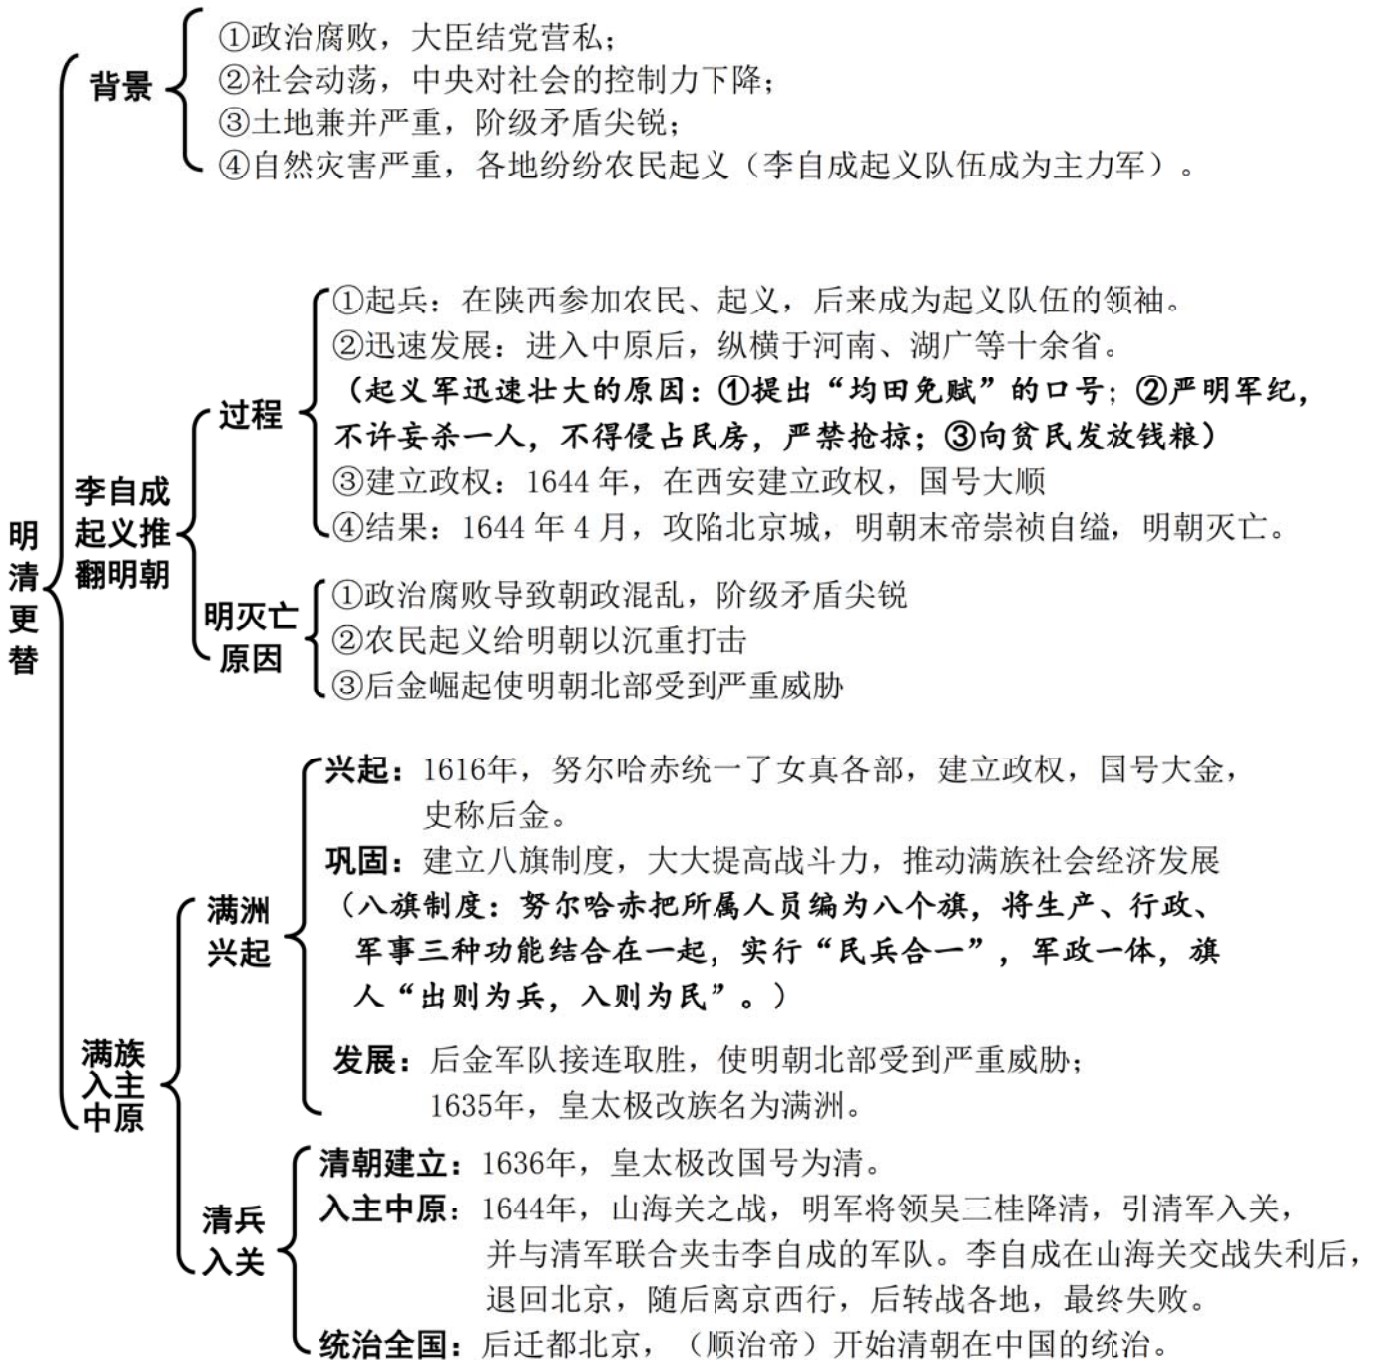 明清更替
背景
①政治腐败，大臣结党营私；
②社会动荡，中央对社会的控制力下降；
③土地兼并严重，阶级矛盾尖锐；
④自然灾害严重，各地纷纷农民起义（李自成起义队伍成为主力军）。
李自成
起义推
翻明朝
过程
①起兵：在陕西参加农民、起义，后来成为起义队伍的领袖。
②迅速发展：进入中原后，纵横于河南、湖广等十余省。
（起义军迅速壮大的原因：①提出“均田免赋”的口号；②严明军纪，
不许妄杀一人，不得侵占民房，严禁抢掠；③向贫民发放钱粮）
③建立政权：1644 年，在西安建立政权，国号大顺
④结果：1644 年 4 月，攻陷北京城，明朝末帝崇祯自缢，明朝灭亡。
明灭亡
原因
①政治腐败导致朝政混乱，阶级矛盾尖锐
②农民起义给明朝以沉重打击
③后金崛起使明朝北部受到严重威胁
满族
入主
中原
满洲
兴起
兴起：1616年，努尔哈赤统一了女真各部，建立政权，国号大金，
史称后金。
巩固：建立八旗制度，大大提高战斗力，推动满族社会经济发展
（八旗制度：努尔哈赤把所属人员编为八个旗，将生产、行政、
军事三种功能结合在一起，实行“民兵合一”，军政一体，旗
人“出则为兵，入则为民”。）
发展：后金军队接连取胜，使明朝北部受到严重威胁；
1635年，皇太极改族名为满洲。
清兵
入关
清朝建立：1636年，皇太极改国号为清。
入主中原：1644年，山海关之战，明军将领吴三桂降清，引清军入关，
并与清军联合夹击李自成的军队。李自成在山海关交战失利后，
退回北京，随后离京西行，后转战各地，最终失败。
统治全国：后迁都北京，（顺治帝）开始清朝在中国的统治。